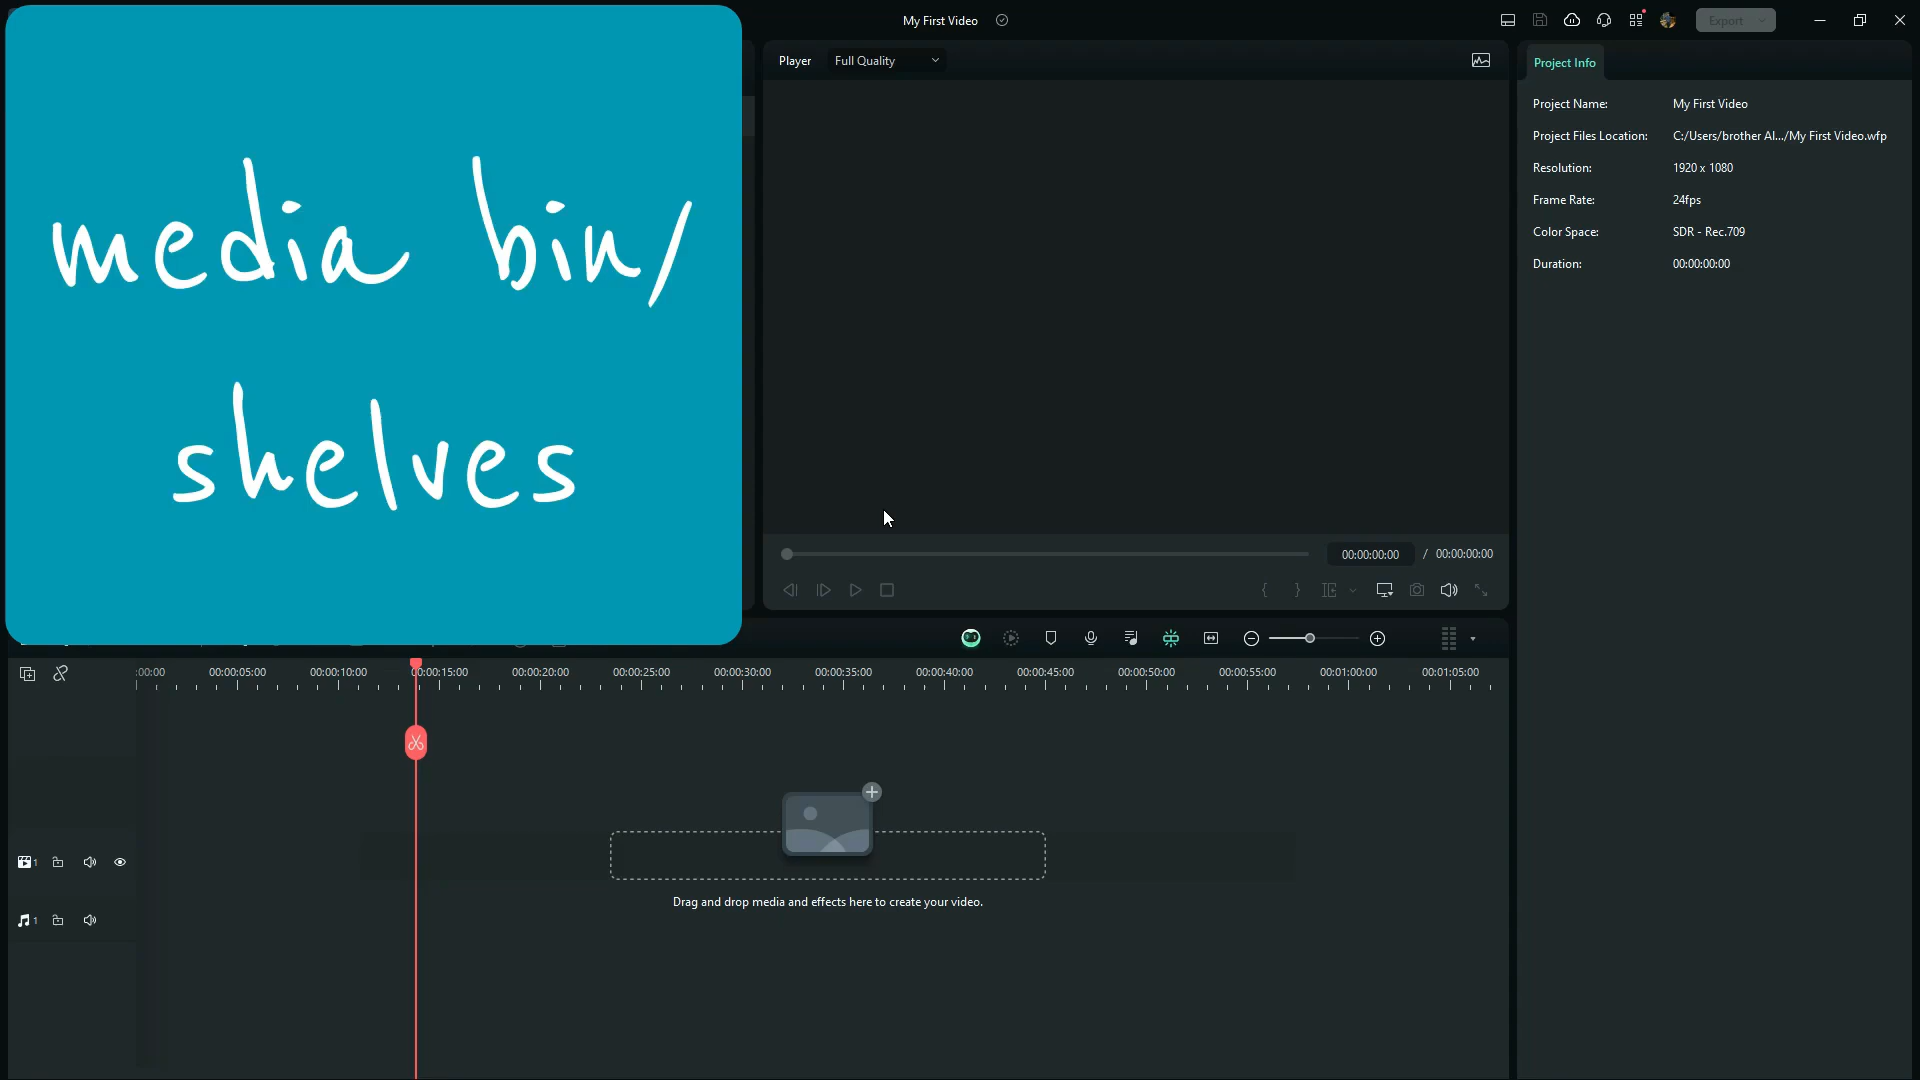 My First Video
Export
media bin/
shelves
Player
Full Quality
00:00:00:00 / 00:00:00:00
Project Info
Project Name: My First Video
Project Files Location: C:/Users/brother Al.../My First Video.wfp
Resolution: 1920 x 1080
Frame Rate: 24fps
Color Space: SDR - Rec.709
Duration: 00:00:00:00
:00:00 00:00:05:00 00:00:10:00 00:00:15:00 00:00:20:00 00:00:25:00 00:00:30:00 00:00:35:00 00:00:40:00 00:00:45:00 00:00:50:00 00:00:55:00 00:01:00:00 00:01:05:00
1
Drag and drop media and effects here to create your video.
1